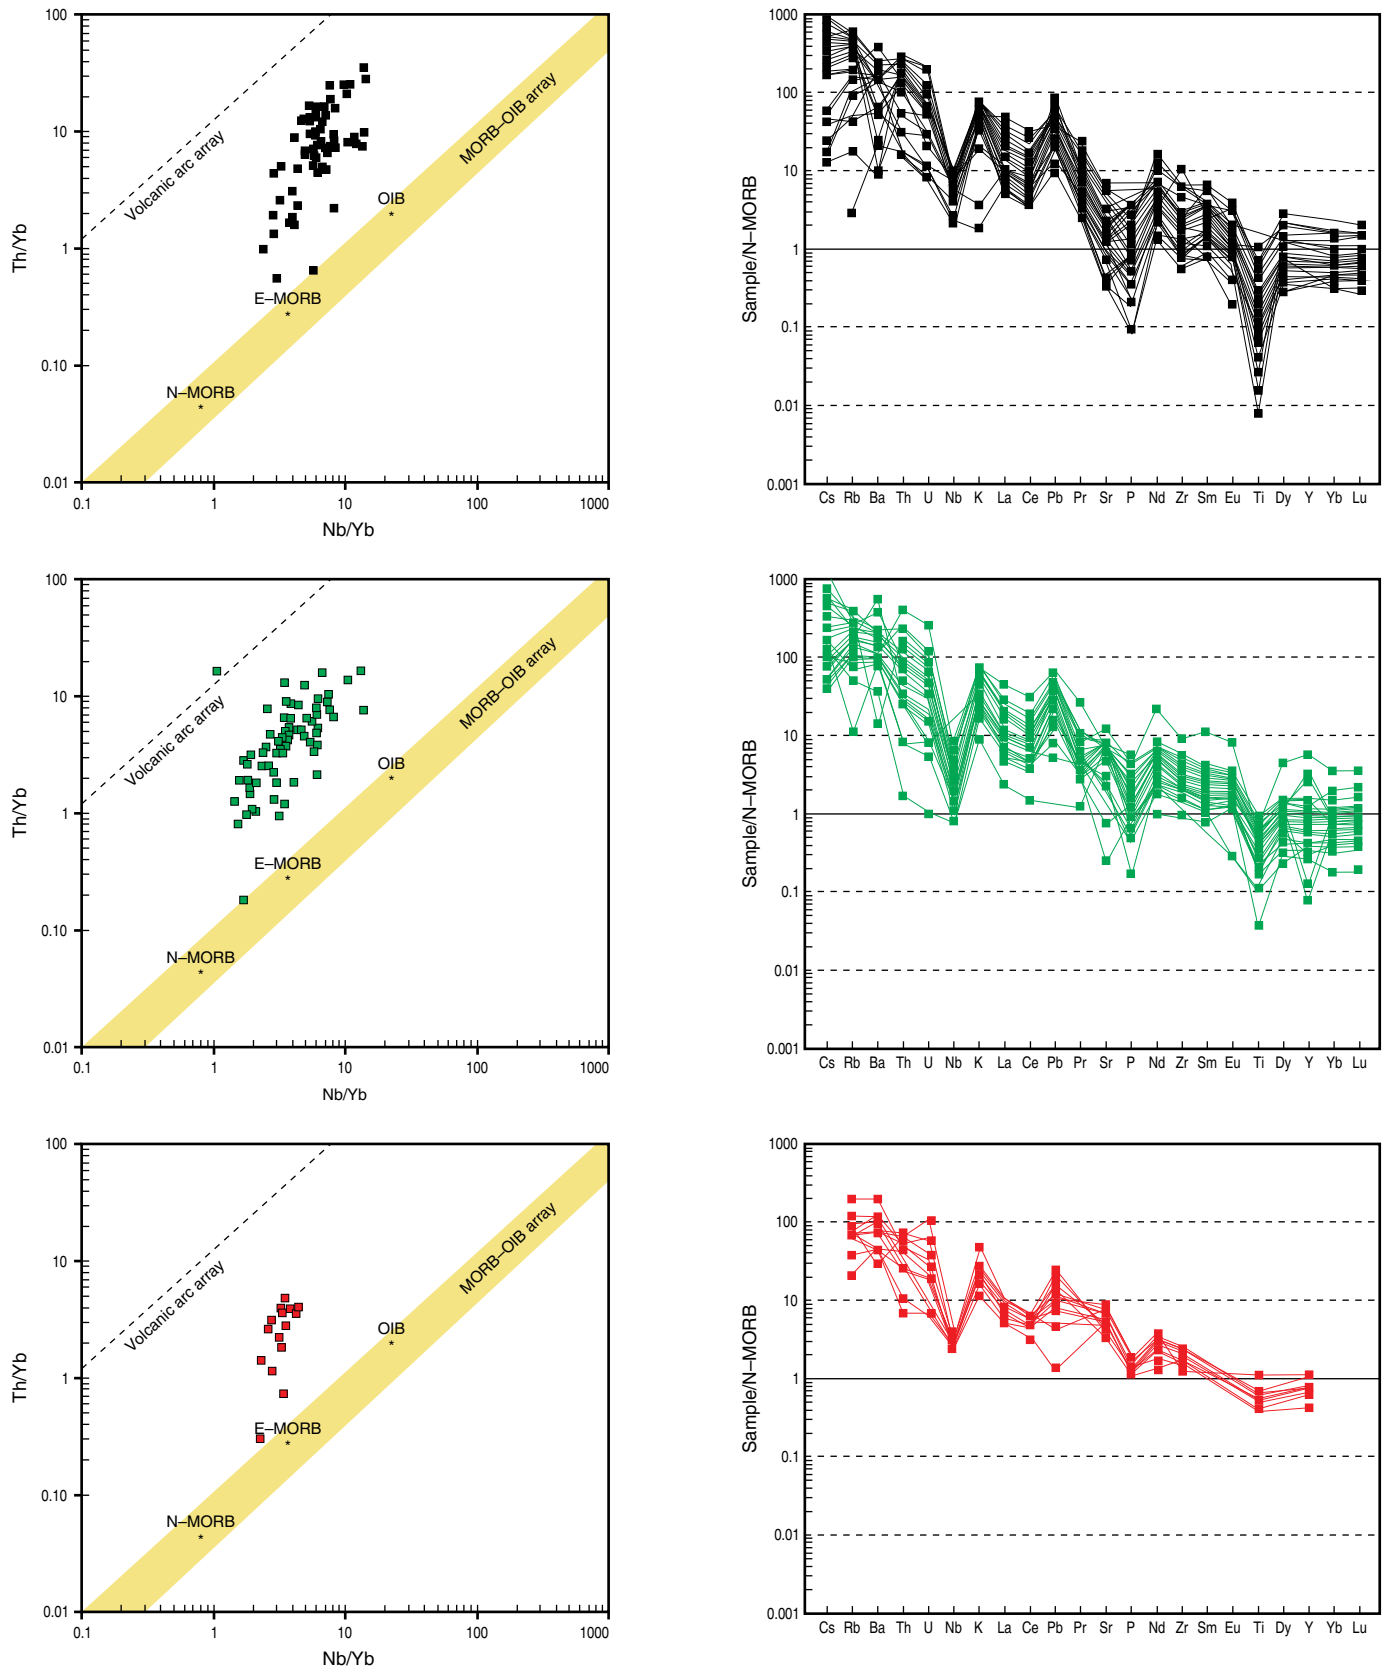 100
10
1
0.10
0.01
Th/Yb
Volcanic arc array
MORB–OIB array
OIB
E–MORB
*
*
N–MORB
*
0.1 1 10 100 1000
Nb/Yb
1000
100
10
1
0.1
0.01
0.001
Sample/N–MORB
Cs Rb Ba Th U Nb K La Ce Pb Pr Sr P Nd Zr Sm Eu Ti Dy Y Yb Lu
100
10
1
0.10
0.01
Th/Yb
Volcanic arc array
MORB–OIB array
OIB
*
E–MORB
*
N–MORB
*
0.1 1 10 100 1000
Nb/Yb
1000
100
10
1
0.1
0.01
0.001
Sample/N–MORB
Cs Rb Ba Th U Nb K La Ce Pb Pr Sr P Nd Zr Sm Eu Ti Dy Y Yb Lu
100
10
1
0.10
0.01
Th/Yb
Volcanic arc array
MORB–OIB array
OIB
*
E–MORB
*
N–MORB
*
0.1 1 10 100 1000
Nb/Yb
1000
100
10
1
0.1
0.01
0.001
Sample/N–MORB
Cs Rb Ba Th U Nb K La Ce Pb Pr Sr P Nd Zr Sm Eu Ti Dy Y Yb Lu